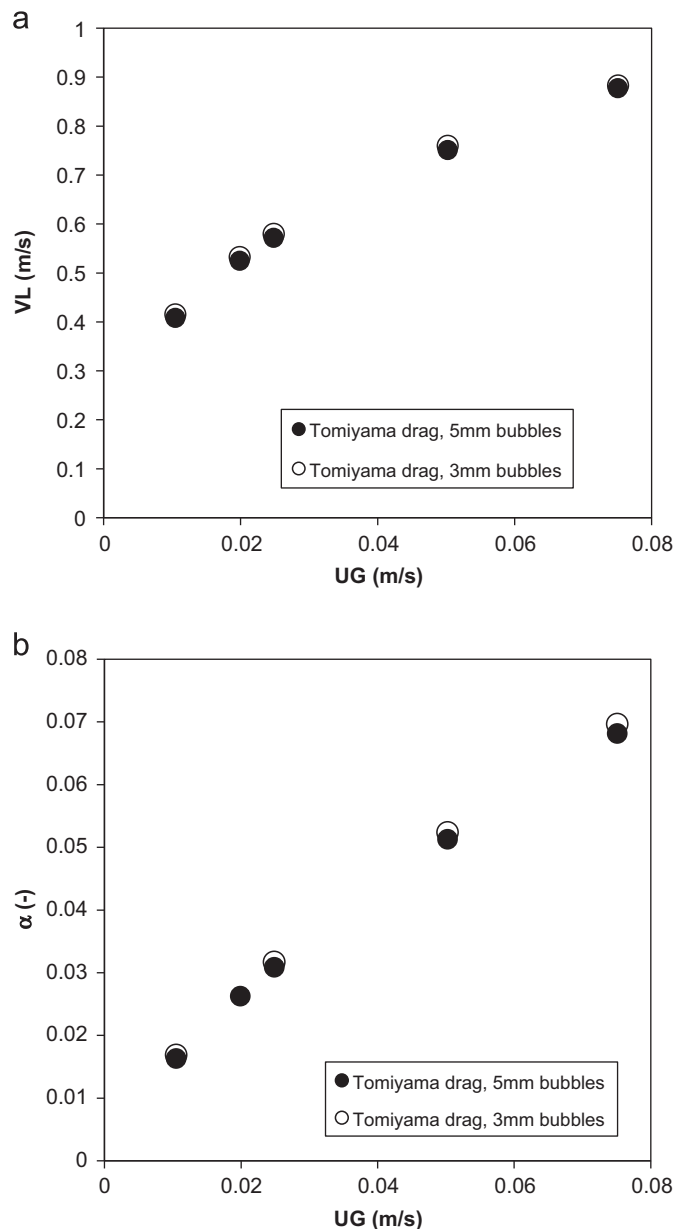 a
1
0.9
0.8
0.7
0.6
0.5
0.4
0.3
0.2
0.1
0
VL (m/s)
Tomiyama drag, 5mm bubbles
Tomiyama drag, 3mm bubbles
0 0.02 0.04 0.06 0.08
UG (m/s)
b
0.08
0.07
0.06
0.05
0.04
0.03
0.02
0.01
0
α (-)
Tomiyama drag, 5mm bubbles
Tomiyama drag, 3mm bubbles
0 0.02 0.04 0.06 0.08
UG (m/s)